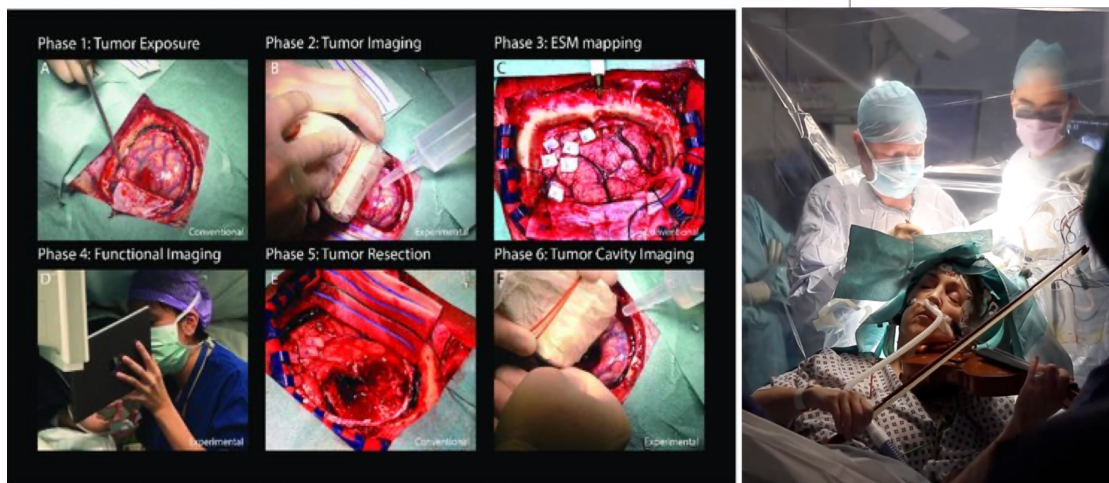 Phase 1: Tumor Exposure
Phase 2: Tumor Imaging
Phase 3: ESM mapping
A
B
C
Conventional
Experimental
Conventional
Phase 4: Functional Imaging
Phase 5: Tumor Resection
Phase 6: Tumor Cavity Imaging
D
E
F
Experimental
Conventional
Experimental